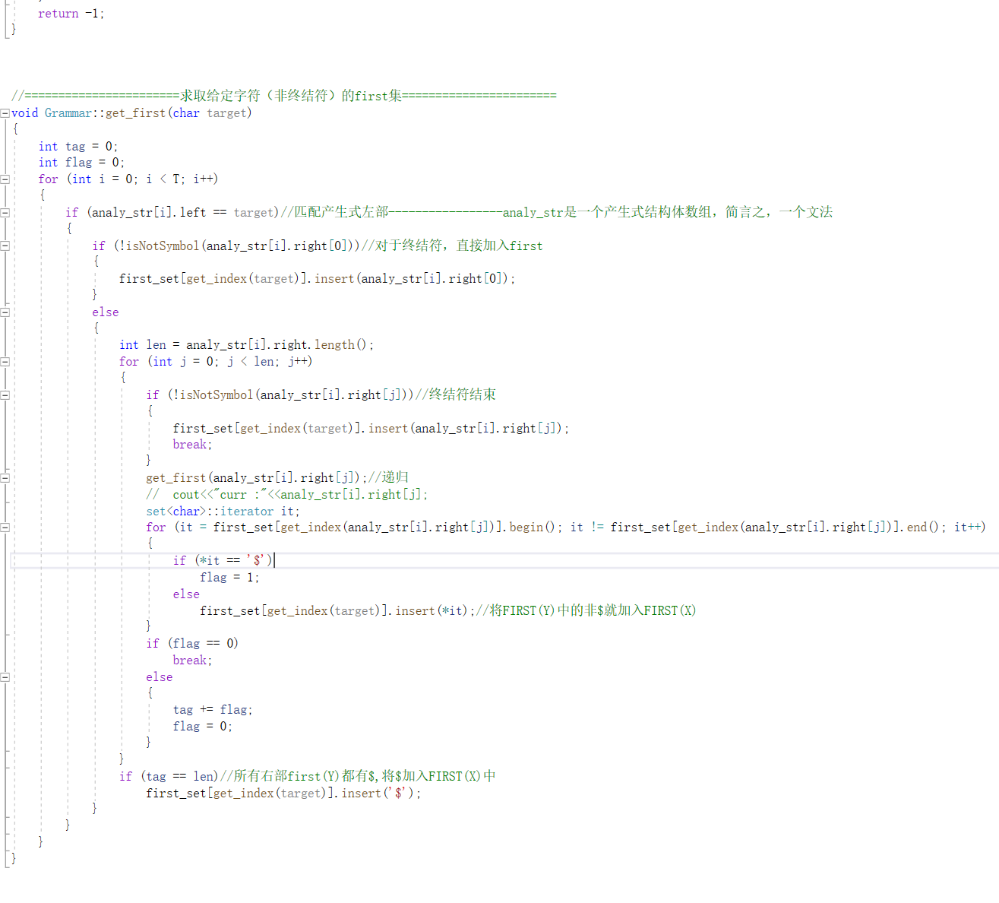 return -1;
}
//=======================求取给定字符（非终结符）的first集=======================
void Grammar::get_first(char target)
{
int tag = 0;
int flag = 0;
for (int i = 0; i < T; i++)
{
if (analy_str[i].left == target)//匹配产生式左部-----------------analy_str是一个产生式结构体数组，简言之，一个文法
{
if (!isNotSymbol(analy_str[i].right[0]))//对于终结符，直接加入first
{
first_set[get_index(target)].insert(analy_str[i].right[0]);
}
else
{
int len = analy_str[i].right.length();
for (int j = 0; j < len; j++)
{
if (!isNotSymbol(analy_str[i].right[j]))//终结符结束
{
first_set[get_index(target)].insert(analy_str[i].right[j]);
break;
}
get_first(analy_str[i].right[j]);//递归
//  cout<<"curr :"<<analy_str[i].right[j];
set<char>::iterator it;
for (it = first_set[get_index(analy_str[i].right[j])].begin(); it != first_set[get_index(analy_str[i].right[j])].end(); it++)
{
if (*it == '$')
flag = 1;
else
first_set[get_index(target)].insert(*it);//将FIRST(Y)中的非$就加入FIRST(X)
}
if (flag == 0)
break;
else
{
tag += flag;
flag = 0;
}
}
if (tag == len)//所有右部first(Y)都有$,将$加入FIRST(X)中
first_set[get_index(target)].insert('$');
}
}
}
}